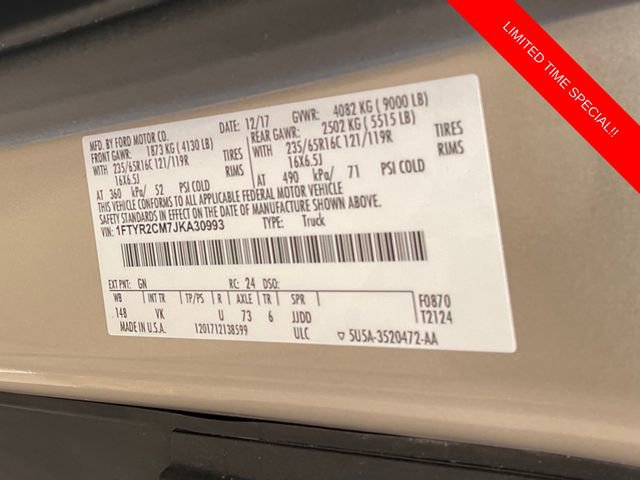 LIMITED TIME SPECIAL!!
MFD. BY FORD MOTOR CO. DATE: 12/17 GVWR: 4082 KG ( 9000 LB)
FRONT GAWR: 1873 KG ( 4130 LB) REAR GAWR: 2502 KG ( 5515 LB)
WITH 235/65R16C 121/119R TIRES WITH 235/65R16C 121/119R TIRES
16X6.5J RIMS 16X6.5J RIMS
AT 360 kPa/ 52 PSI COLD AT 490 kPa/ 71 PSI COLD
THIS VEHICLE CONFORMS TO ALL APPLICABLE FEDERAL MOTOR VEHICLE
SAFETY STANDARDS IN EFFECT ON THE DATE OF MANUFACTURE SHOWN ABOVE.
VIN: 1FTYR2CM7JKA30993 TYPE: Truck
EXT PNT: GN RC: 24 DSO:
WB INT TR TP/PS R AXLE TR SPR F0870
148 VK U 73 6 JJDD T2124
MADE IN U.S.A. 1201712138599 ULC ▽ 5U5A-3520472-AA